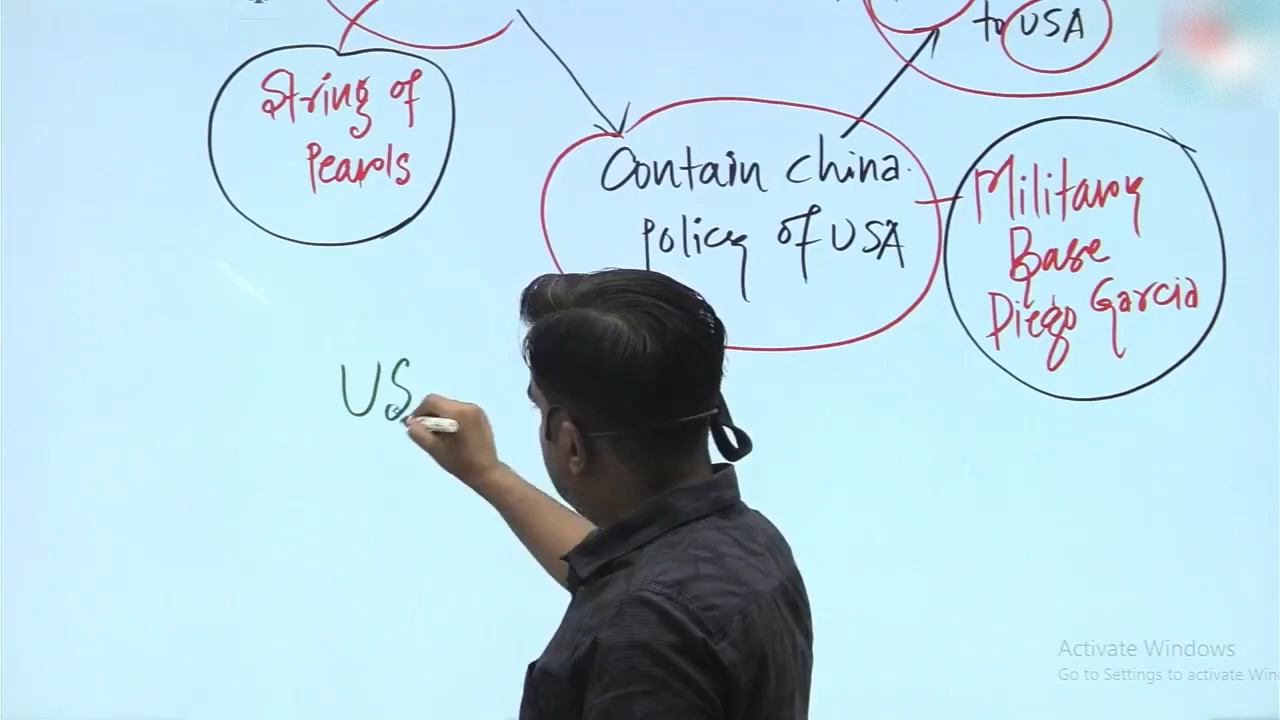 to USA
String of
Pearls
Contain China
policy of USA
Military
Base
Diego Garcia
US
Activate Windows
Go to Settings to activate Win